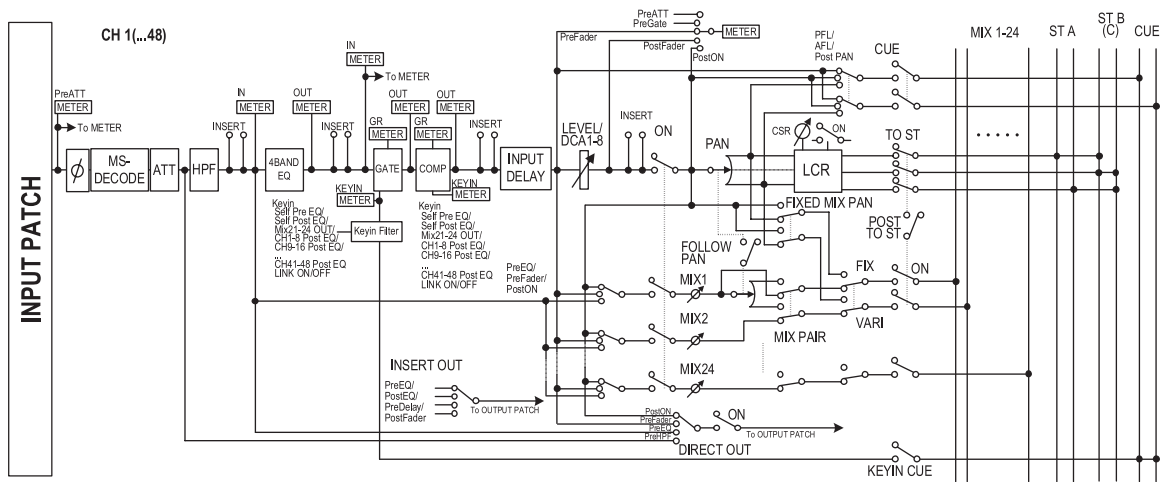 INPUT PATCH
CH 1(...48)
PreATT
METER
To METER
ø
MS-
DECODE
ATT
HPF
INSERT
IN
METER
4BAND
EQ
OUT
METER
INSERT
IN
METER
To METER
GR
METER
GATE
OUT
METER
GR
METER
COMP
OUT
METER
INSERT
KEYIN
METER
KEYIN
METER
Keyin Filter
Keyin
Self Pre EQ/
Self Post EQ/
Mix21-24 OUT/
CH1-8 Post EQ/
CH9-16 Post EQ/
...
CH41-48 Post EQ
LINK ON/OFF
Keyin
Self Pre EQ/
Self Post EQ/
Mix21-24 OUT/
CH1-8 Post EQ/
CH9-16 Post EQ/
...
CH41-48 Post EQ
LINK ON/OFF
INPUT
DELAY
PreATT
PreGate
PreFader
METER
PostFader
PostON
LEVEL/
DCA1-8
INSERT
ON
PAN
PFL/
AFL/
Post PAN
CUE
CSR
ON
LCR
TO ST
MIX 1-24
ST A
ST B
(C)
CUE
.....
FIXED MIX PAN
FOLLOW
PAN
POST
TO ST
PreEQ/
PreFader/
PostON
MIX1
FIX
ON
MIX2
MIX PAIR
VARI
MIX24
INSERT OUT
PreEQ/
PostEQ/
PreDelay/
PostFader
To OUTPUT PATCH
PostON
PreFader
PreEQ
PreHPF
ON
To OUTPUT PATCH
DIRECT OUT
KEYIN CUE